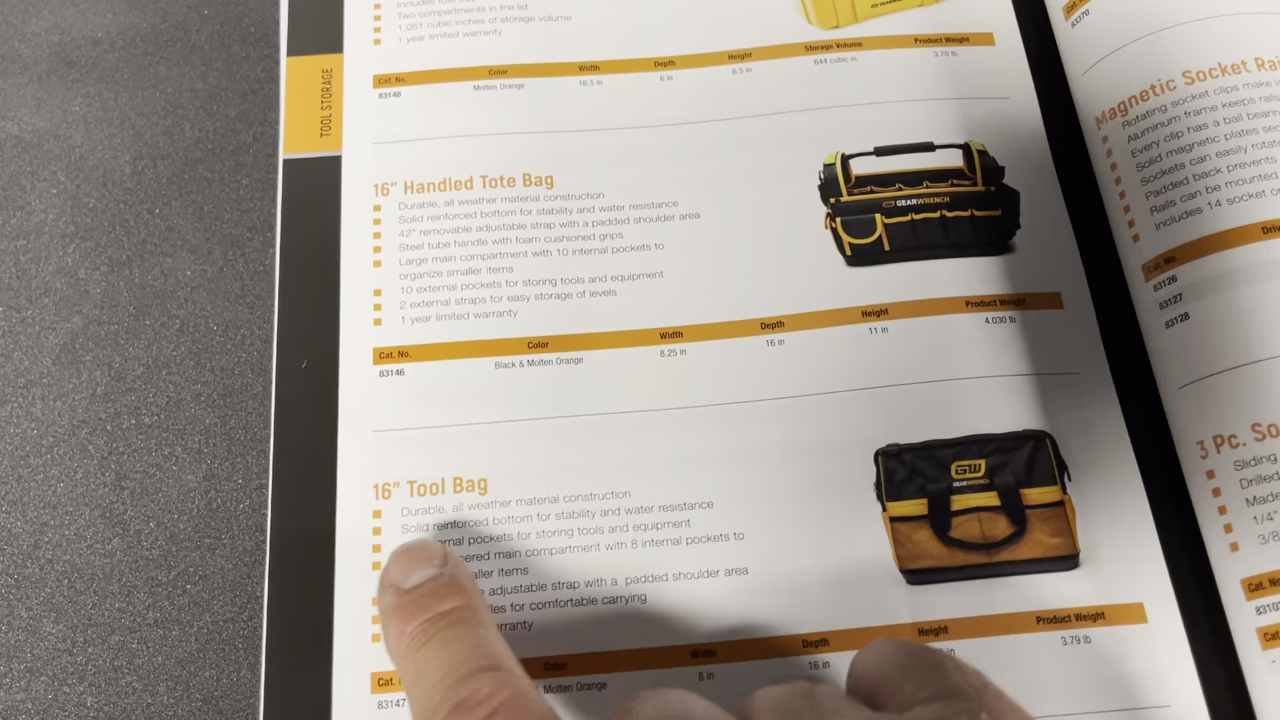 Two compartments in the lid
1,051 cubic inches of storage volume
1 year limited warranty
Cat. No. Color Width Depth Height Storage Volume Product Weight
83148 Molten Orange 16.5 in 6 in 6.5 in 644 cubic in. 3.70 lb
TOOL STORAGE
16" Handled Tote Bag
Durable, all weather material construction
Solid reinforced bottom for stability and water resistance
42" removable adjustable strap with a padded shoulder area
Steel tube handle with foam cushioned grips
Large main compartment with 10 internal pockets to
organize smaller items
10 external pockets for storing tools and equipment
2 external straps for easy storage of levels
1 year limited warranty
GEARWRENCH
Cat. No. Color Width Depth Height Product Weight
83146 Black & Molten Orange 8.25 in 16 in 11 in 4.030 lb
16" Tool Bag
Durable, all weather material construction
Solid reinforced bottom for stability and water resistance
pockets for storing tools and equipment
main compartment with 8 internal pockets to
items
adjustable strap with a padded shoulder area
for comfortable carrying
GW
GEARWRENCH
Cat. Color Width Depth Height Product Weight
83147 Molten Orange 8 in 16 in 3.79 lb
83370
Magnetic Socket
Rotating socket clips make
Aluminum frame keeps
Every clip has a ball
Solid magnetic plates
Sockets can easily
Padded back prevents
Rails can be mounted
Includes 14 socket
Cat. No.
83126
83127
83128
3 Pc.
Sliding
Drilled
Made
1/4"
3/8
Cat.